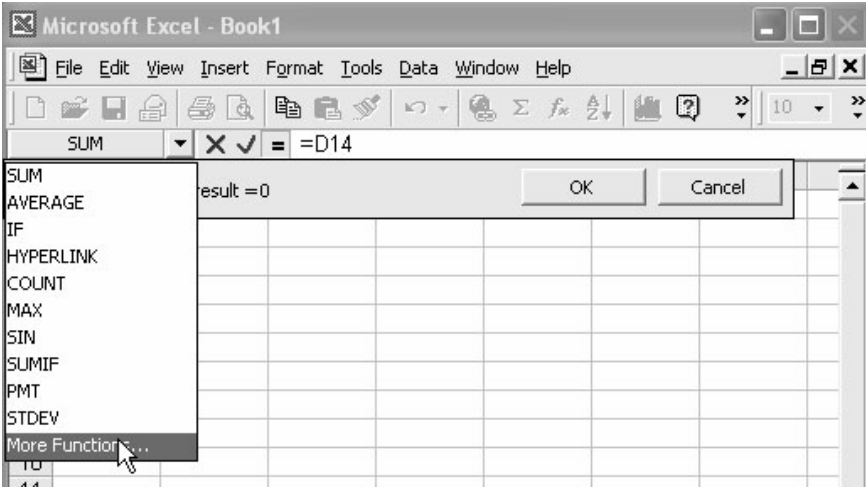 Microsoft Excel - Book1
File Edit View Insert Format Tools Data Window Help
10
SUM = =D14
SUM
result =0 OK Cancel
AVERAGE
IF
HYPERLINK
COUNT
MAX
SIN
SUMIF
PMT
STDEV
More Functions...